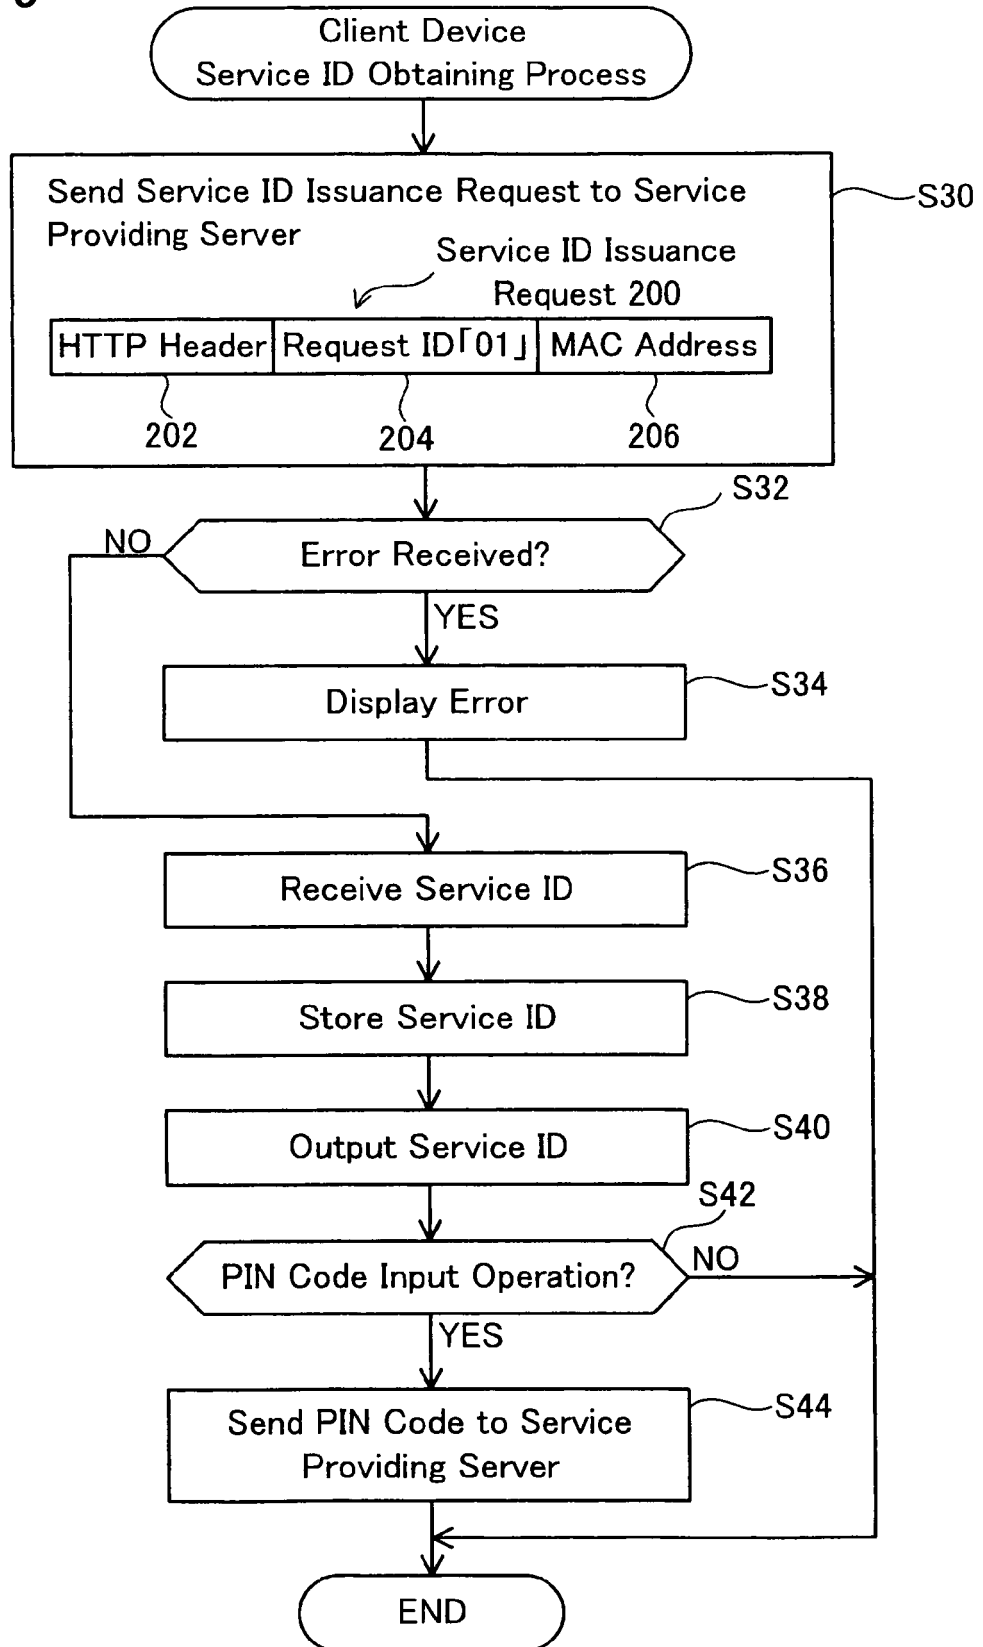 Client Device
Service ID Obtaining Process
Send Service ID Issuance Request to Service
Providing Server
S30
Service ID Issuance
Request 200
HTTP Header
Request ID「01」
MAC Address
202
204
206
S32
NO
Error Received?
YES
S34
Display Error
S36
Receive Service ID
S38
Store Service ID
S40
Output Service ID
S42
NO
PIN Code Input Operation?
YES
S44
Send PIN Code to Service
Providing Server
END